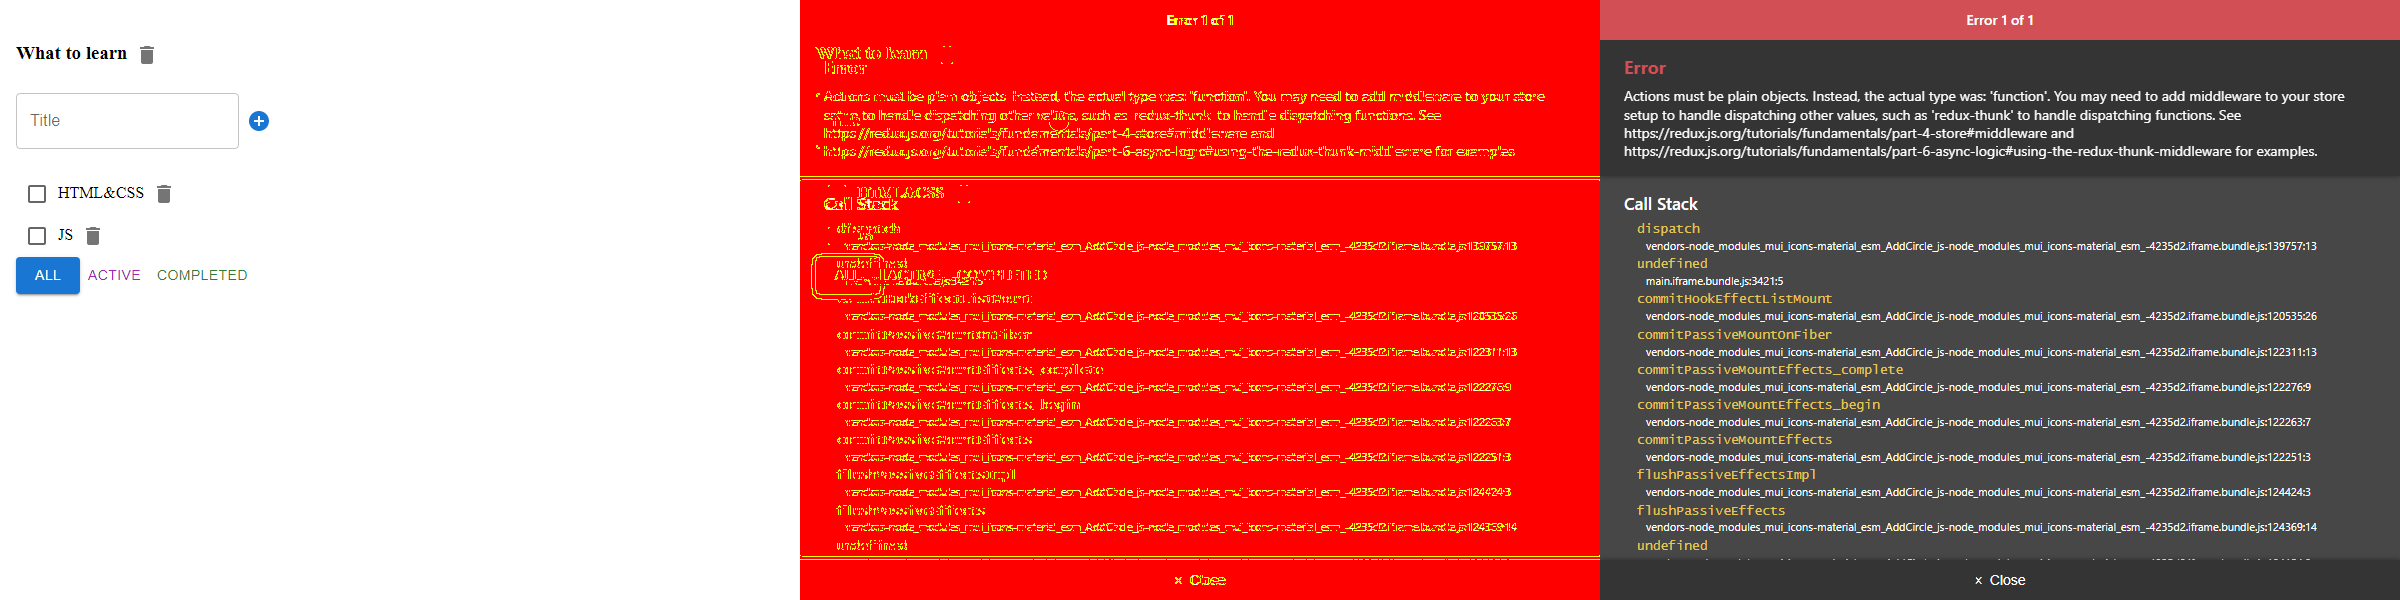 What to learn
Title
HTML&CSS
JS
ALL ACTIVE COMPLETED
Error 1 of 1
What to learn
Error
Actions must be plain objects. Instead, the actual type was: 'function'. You may need to add middleware to your store
setup to handle dispatching other values, such as 'redux-thunk' to handle dispatching functions. See
https://redux.js.org/tutorials/fundamentals/part-4-store#middleware and
https://redux.js.org/tutorials/fundamentals/part-6-async-logic#using-the-redux-thunk-middleware for examples.
HTML&CSS
Call Stack
dispatch
vendors-node_modules_mui_icons-material_esm_AddCircle_js-node_modules_mui_icons-material_esm_-4235d2.iframe.bundle.js:139757:13
undefined
ALL ACTIVE COMPLETED
vendors-node_modules_mui_icons-material_esm_AddCircle_js-node_modules_mui_icons-material_esm_-4235d2.iframe.bundle.js:120535:26
commitPassiveMountOnFiber
vendors-node_modules_mui_icons-material_esm_AddCircle_js-node_modules_mui_icons-material_esm_-4235d2.iframe.bundle.js:122311:13
commitPassiveMountEffects_complete
vendors-node_modules_mui_icons-material_esm_AddCircle_js-node_modules_mui_icons-material_esm_-4235d2.iframe.bundle.js:122276:9
commitPassiveMountEffects_begin
vendors-node_modules_mui_icons-material_esm_AddCircle_js-node_modules_mui_icons-material_esm_-4235d2.iframe.bundle.js:122263:7
commitPassiveMountEffects
vendors-node_modules_mui_icons-material_esm_AddCircle_js-node_modules_mui_icons-material_esm_-4235d2.iframe.bundle.js:122251:3
flushPassiveEffectsImpl
vendors-node_modules_mui_icons-material_esm_AddCircle_js-node_modules_mui_icons-material_esm_-4235d2.iframe.bundle.js:124424:3
flushPassiveEffects
vendors-node_modules_mui_icons-material_esm_AddCircle_js-node_modules_mui_icons-material_esm_-4235d2.iframe.bundle.js:124369:14
undefined
× Close
Error 1 of 1
Error
Actions must be plain objects. Instead, the actual type was: 'function'. You may need to add middleware to your store
setup to handle dispatching other values, such as 'redux-thunk' to handle dispatching functions. See
https://redux.js.org/tutorials/fundamentals/part-4-store#middleware and
https://redux.js.org/tutorials/fundamentals/part-6-async-logic#using-the-redux-thunk-middleware for examples.
Call Stack
dispatch
vendors-node_modules_mui_icons-material_esm_AddCircle_js-node_modules_mui_icons-material_esm_-4235d2.iframe.bundle.js:139757:13
undefined
main.iframe.bundle.js:3421:5
commitHookEffectListMount
vendors-node_modules_mui_icons-material_esm_AddCircle_js-node_modules_mui_icons-material_esm_-4235d2.iframe.bundle.js:120535:26
commitPassiveMountOnFiber
vendors-node_modules_mui_icons-material_esm_AddCircle_js-node_modules_mui_icons-material_esm_-4235d2.iframe.bundle.js:122311:13
commitPassiveMountEffects_complete
vendors-node_modules_mui_icons-material_esm_AddCircle_js-node_modules_mui_icons-material_esm_-4235d2.iframe.bundle.js:122276:9
commitPassiveMountEffects_begin
vendors-node_modules_mui_icons-material_esm_AddCircle_js-node_modules_mui_icons-material_esm_-4235d2.iframe.bundle.js:122263:7
commitPassiveMountEffects
vendors-node_modules_mui_icons-material_esm_AddCircle_js-node_modules_mui_icons-material_esm_-4235d2.iframe.bundle.js:122251:3
flushPassiveEffectsImpl
vendors-node_modules_mui_icons-material_esm_AddCircle_js-node_modules_mui_icons-material_esm_-4235d2.iframe.bundle.js:124424:3
flushPassiveEffects
vendors-node_modules_mui_icons-material_esm_AddCircle_js-node_modules_mui_icons-material_esm_-4235d2.iframe.bundle.js:124369:14
undefined
× Close